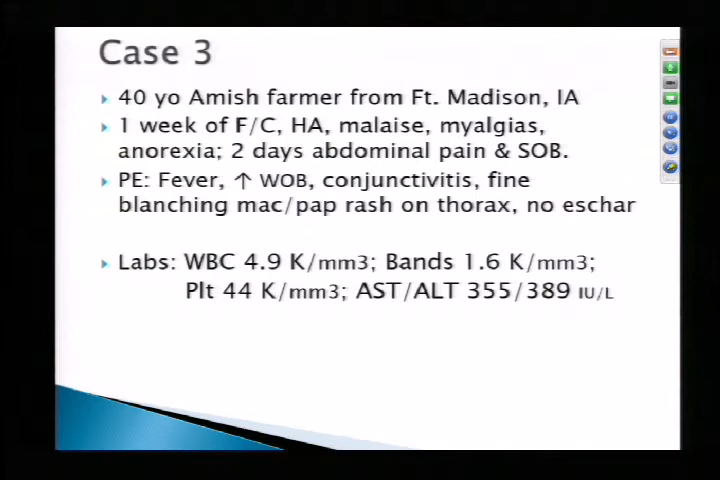 Case 3
40 yo Amish farmer from Ft. Madison, IA
1 week of F/C, HA, malaise, myalgias,
anorexia; 2 days abdominal pain & SOB.
PE: Fever, ↑ WOB, conjunctivitis, fine
blanching mac/pap rash on thorax, no eschar
Labs: WBC 4.9 K/mm3; Bands 1.6 K/mm3;
Plt 44 K/mm3; AST/ALT 355/389 IU/L